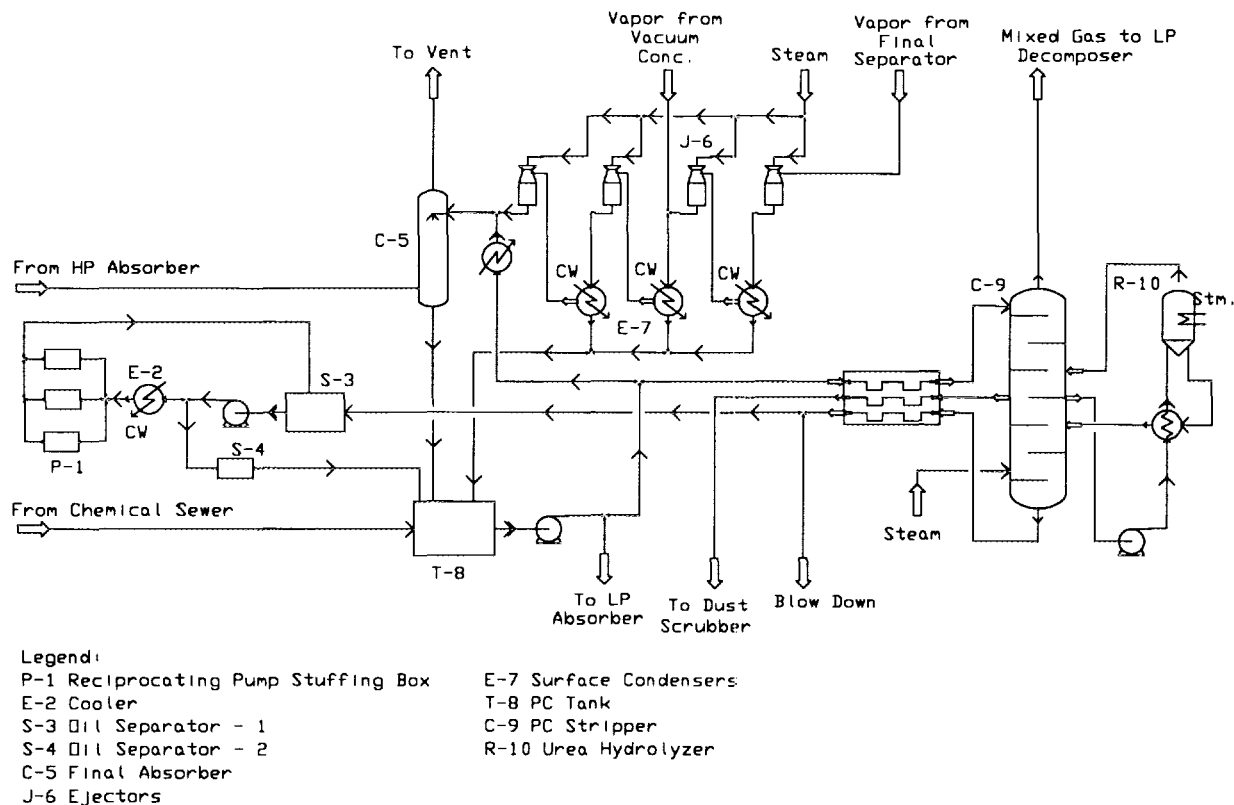 Vapor from
Vacuum
Conc.
Steam
Vapor from
Final
Separator
Mixed Gas to LP
Decomposer
To Vent
J-6
C-5
CW
CW
CW
E-7
From HP Absorber
C-9
R-10
Stm.
E-2
CW
S-3
P-1
S-4
From Chemical Sewer
T-8
Steam
To LP
Absorber
To Dust
Scrubber
Blow Down
Legend:
P-1 Reciprocating Pump Stuffing Box
E-2 Cooler
S-3 Oil Separator - 1
S-4 Oil Separator - 2
C-5 Final Absorber
J-6 Ejectors
E-7 Surface Condensers
T-8 PC Tank
C-9 PC Stripper
R-10 Urea Hydrolyzer